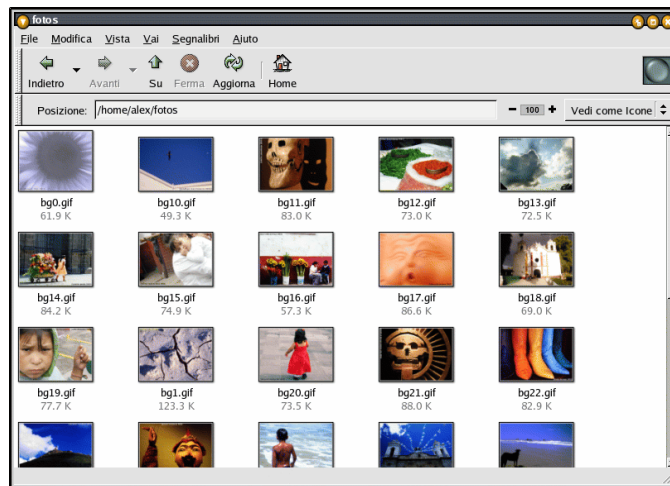 fotos
File Modifica Vista Vai Segnalibri Aiuto
Indietro Avanti Su Ferma Aggiorna Home
Posizione: /home/alex/fotos 100 Vedi come Icone
bg0.gif bg10.gif bg11.gif bg12.gif bg13.gif
61.9 K 49.3 K 83.0 K 73.0 K 72.5 K
bg14.gif bg15.gif bg16.gif bg17.gif bg18.gif
84.2 K 74.9 K 57.3 K 86.6 K 69.0 K
bg19.gif bg1.gif bg20.gif bg21.gif bg22.gif
77.7 K 123.3 K 73.5 K 88.0 K 82.9 K